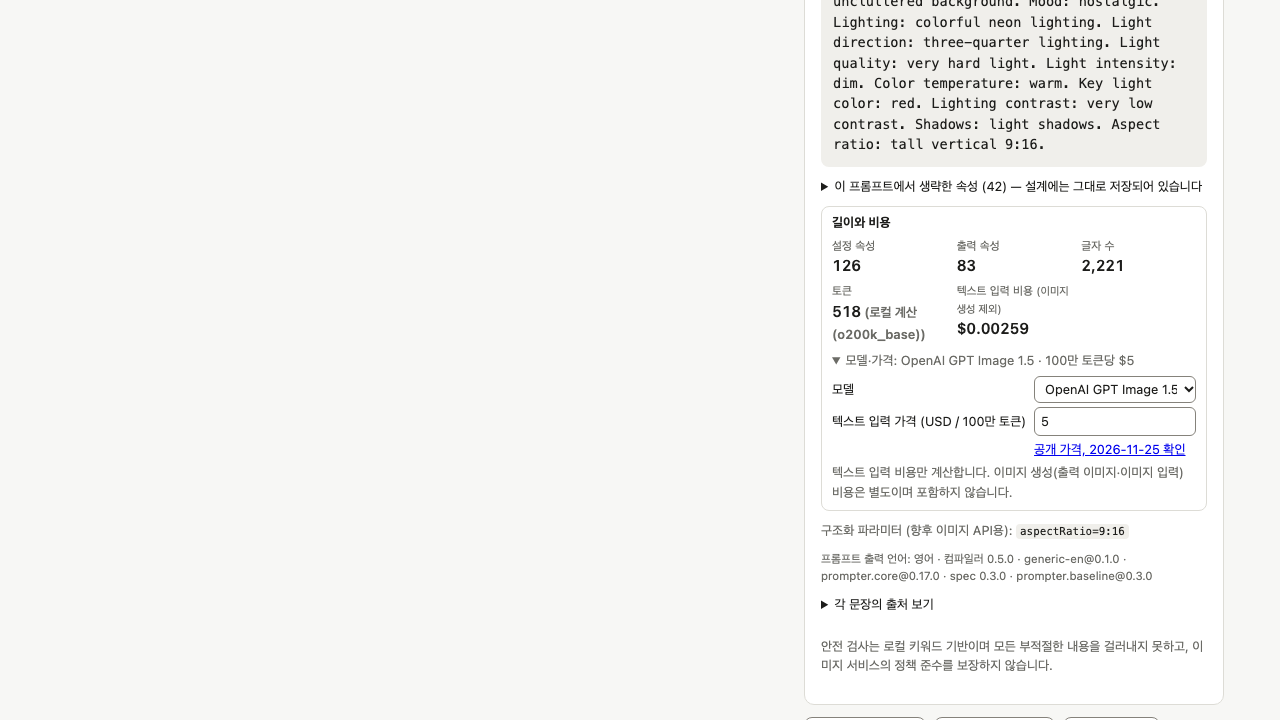 uncluttered background. Mood: nostalgic.
Lighting: colorful neon lighting. Light
direction: three-quarter lighting. Light
quality: very hard light. Light intensity:
dim. Color temperature: warm. Key light
color: red. Lighting contrast: very low
contrast. Shadows: light shadows. Aspect
ratio: tall vertical 9:16.
▶ 이 프롬프트에서 생략한 속성 (42) — 설계에는 그대로 저장되어 있습니다
길이와 비용
설정 속성 출력 속성 글자 수
126 83 2,221
토큰 텍스트 입력 비용 (이미지
생성 제외)
518 (로컬 계산
(o200k_base)) $0.00259
▼ 모델·가격: OpenAI GPT Image 1.5 · 100만 토큰당 $5
모델 OpenAI GPT Image 1.5
텍스트 입력 가격 (USD / 100만 토큰) 5
공개 가격, 2026-11-25 확인
텍스트 입력 비용만 계산합니다. 이미지 생성(출력 이미지·이미지 입력)
비용은 별도이며 포함하지 않습니다.
구조화 파라미터 (향후 이미지 API용): aspectRatio=9:16
프롬프트 출력 언어: 영어 · 컴파일러 0.5.0 · generic-en@0.1.0 ·
prompter.core@0.17.0 · spec 0.3.0 · prompter.baseline@0.3.0
▶ 각 문장의 출처 보기
안전 검사는 로컬 키워드 기반이며 모든 부적절한 내용을 걸러내지 못하고, 이
미지 서비스의 정책 준수를 보장하지 않습니다.